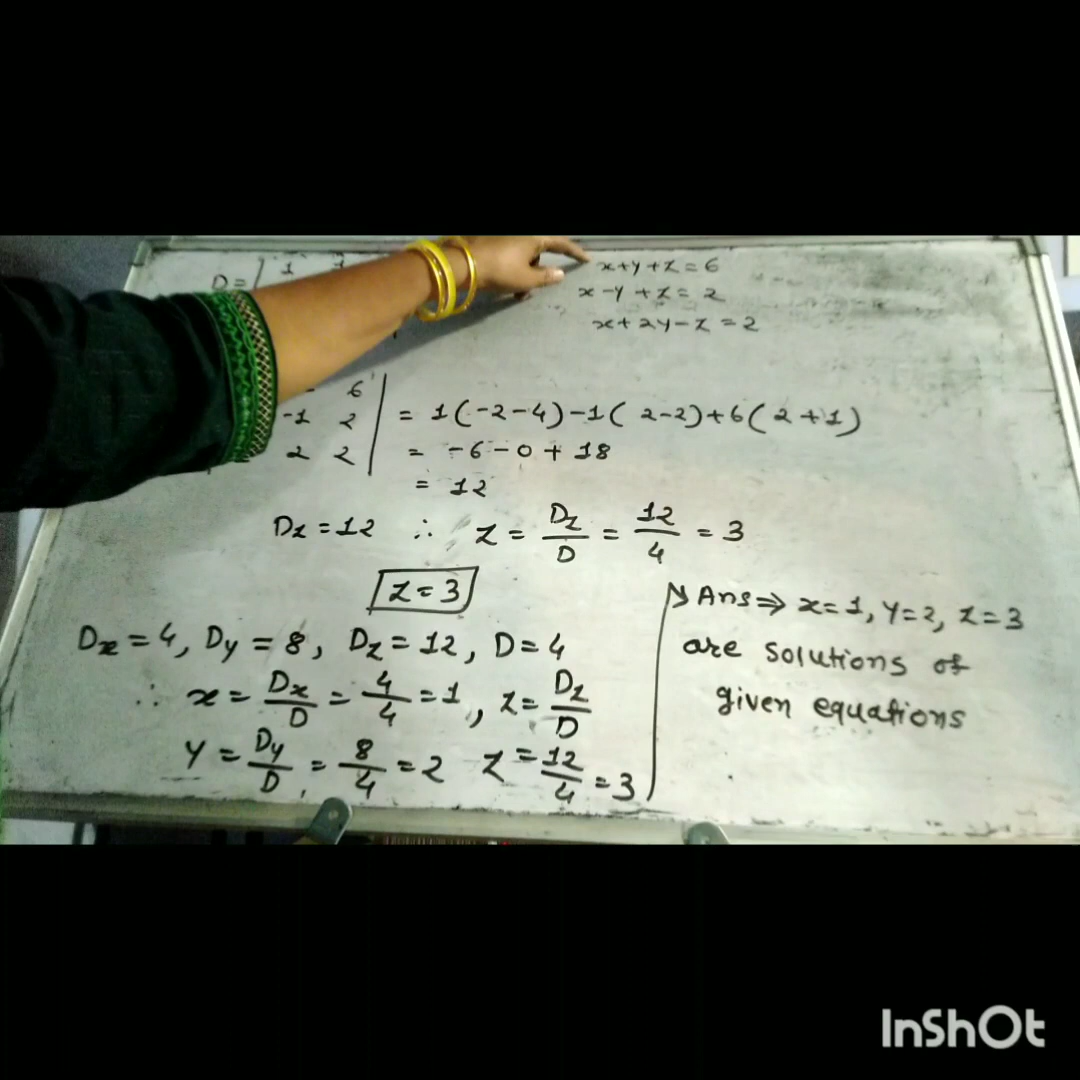 D = | 1 1
x+y+z = 6
x-y+z = 2
x+2y-z = 2
6
-1 2 | = 1(-2-4)-1(2-2)+6(2+1)
2 2 | = -6-0+18
= 12
Dz = 12 ∴ z = Dz/D = 12/4 = 3
z = 3
Dx = 4, Dy = 8, Dz = 12, D = 4
∴ x = Dx/D = 4/4 = 1, z = Dz/D
y = Dy/D = 8/4 = 2 z = 12/4 = 3
Ans ⇒ x=1, y=2, z=3
are solutions of
given equations
InShOt